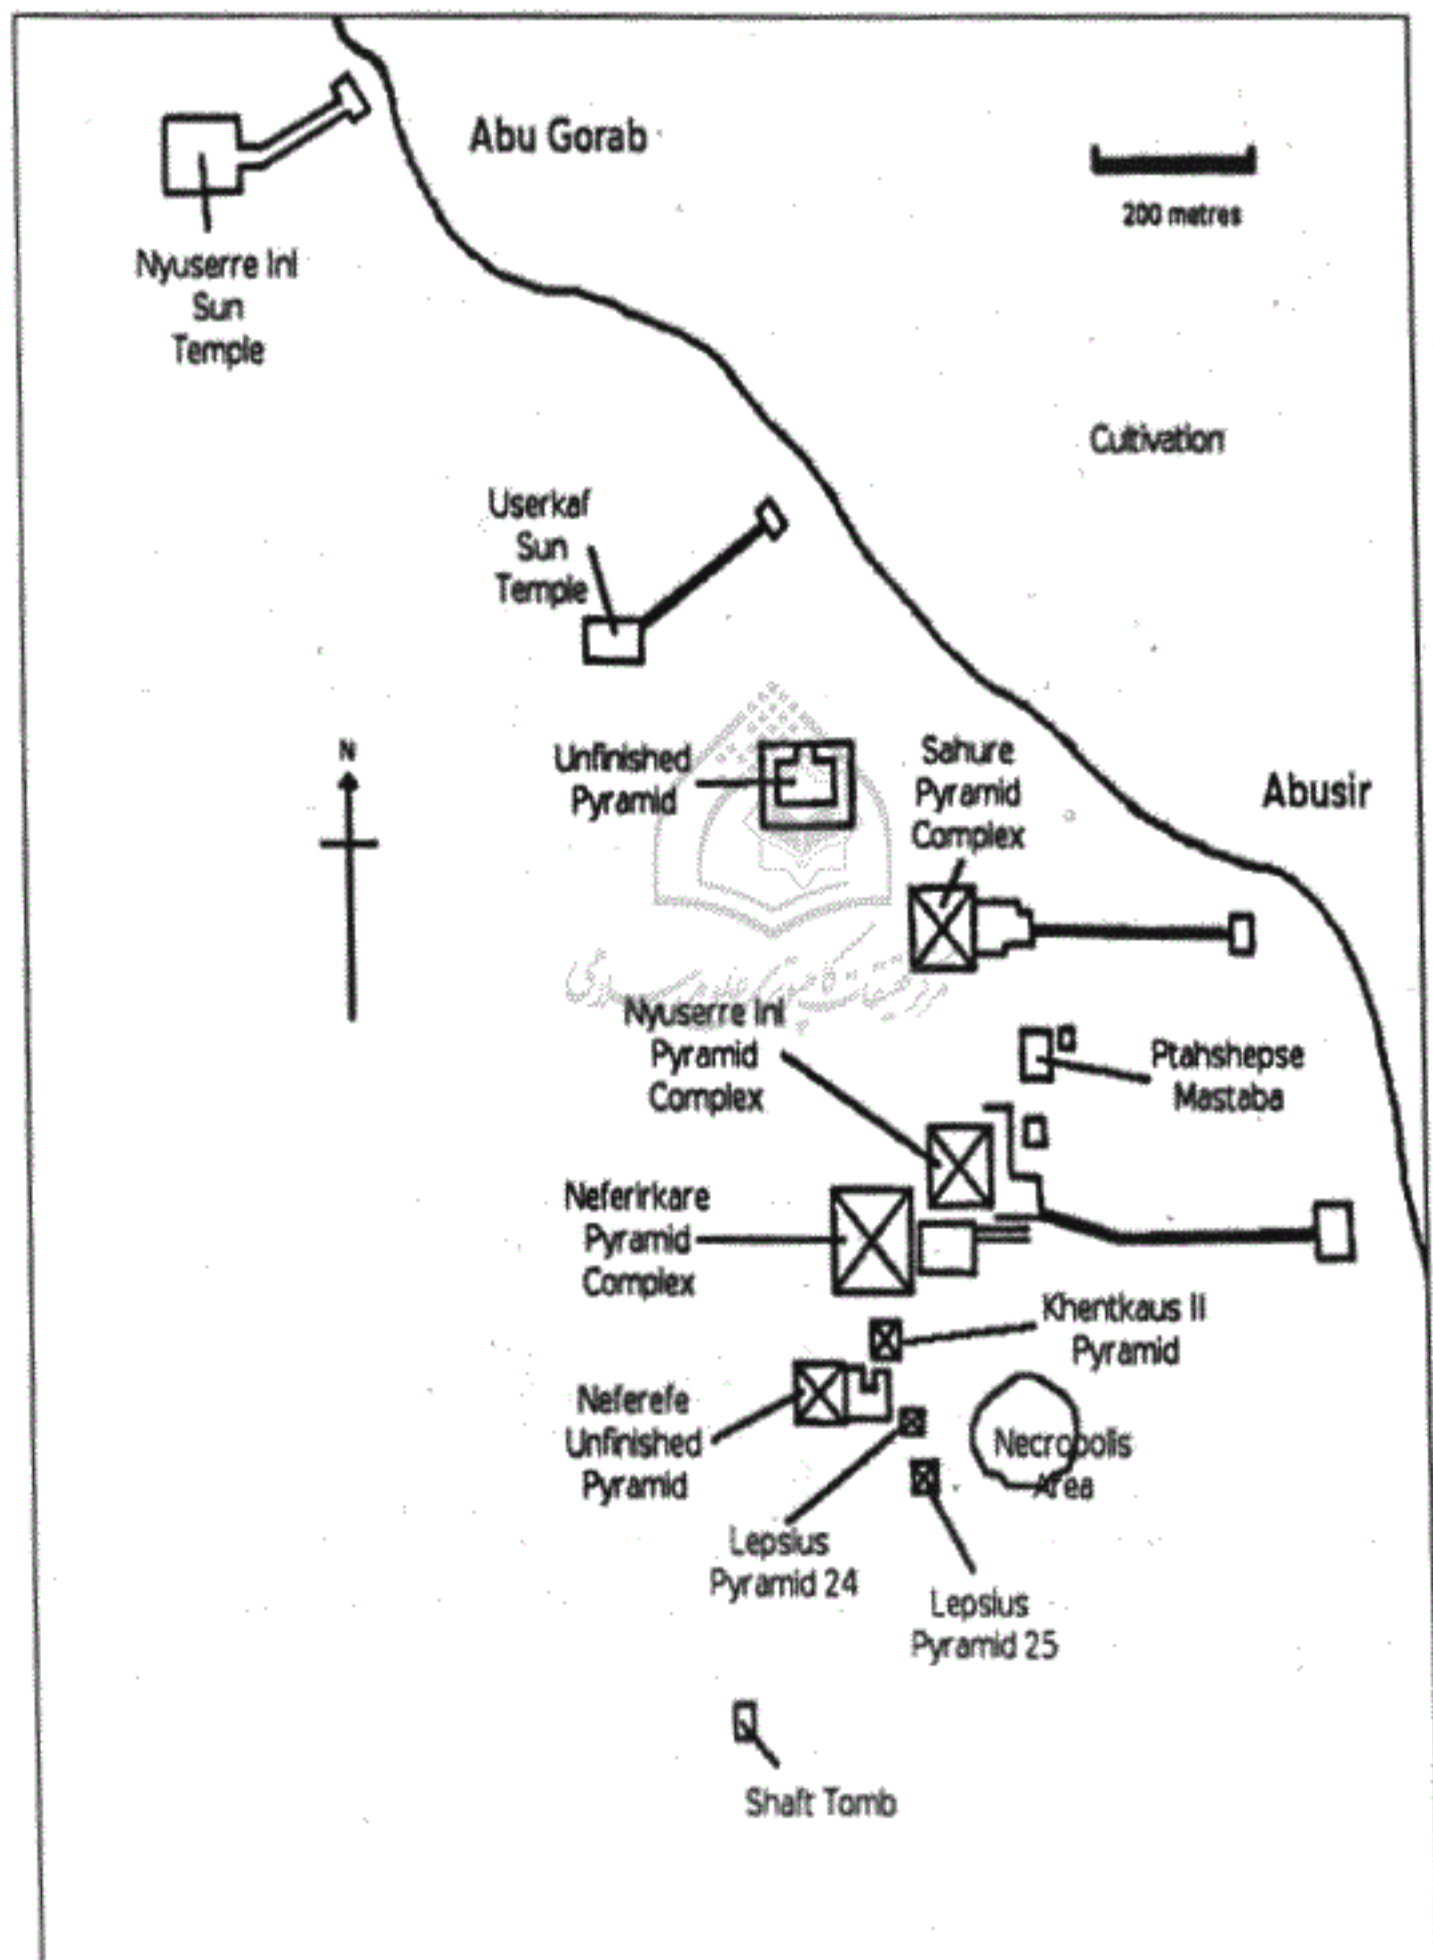 Abu Gorab
200 metres
Nyuserre Ini
Sun
Temple
Cultivation
Userkaf
Sun
Temple
N
Unfinished
Pyramid
Sahure
Pyramid
Complex
Abusir
Nyuserre Ini
Pyramid
Complex
Ptahshepse
Mastaba
Neferirkare
Pyramid
Complex
Khentkaus II
Pyramid
Neferefe
Unfinished
Pyramid
Necropolis
Area
Lepsius
Pyramid 24
Lepsius
Pyramid 25
Shaft Tomb